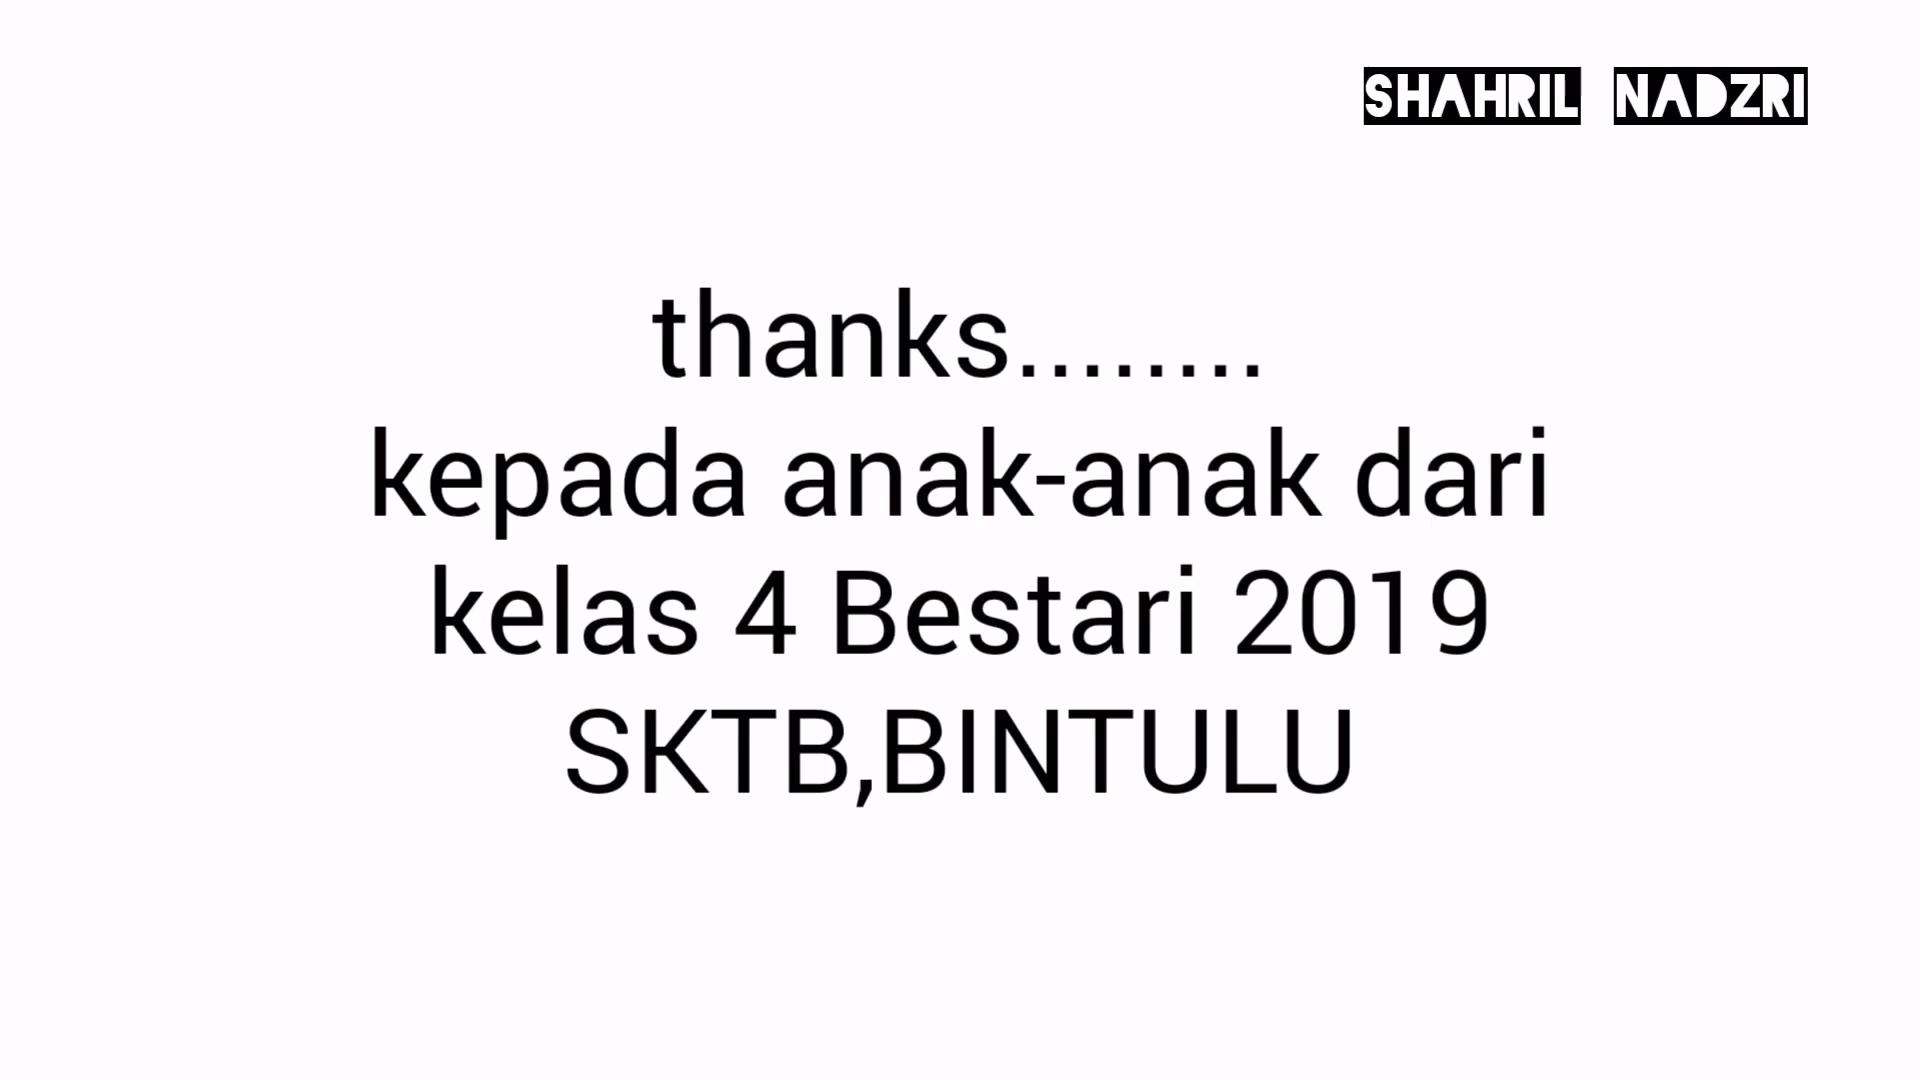 SHAHRIL NADZRI
thanks........
kepada anak-anak dari
kelas 4 Bestari 2019
SKTB,BINTULU